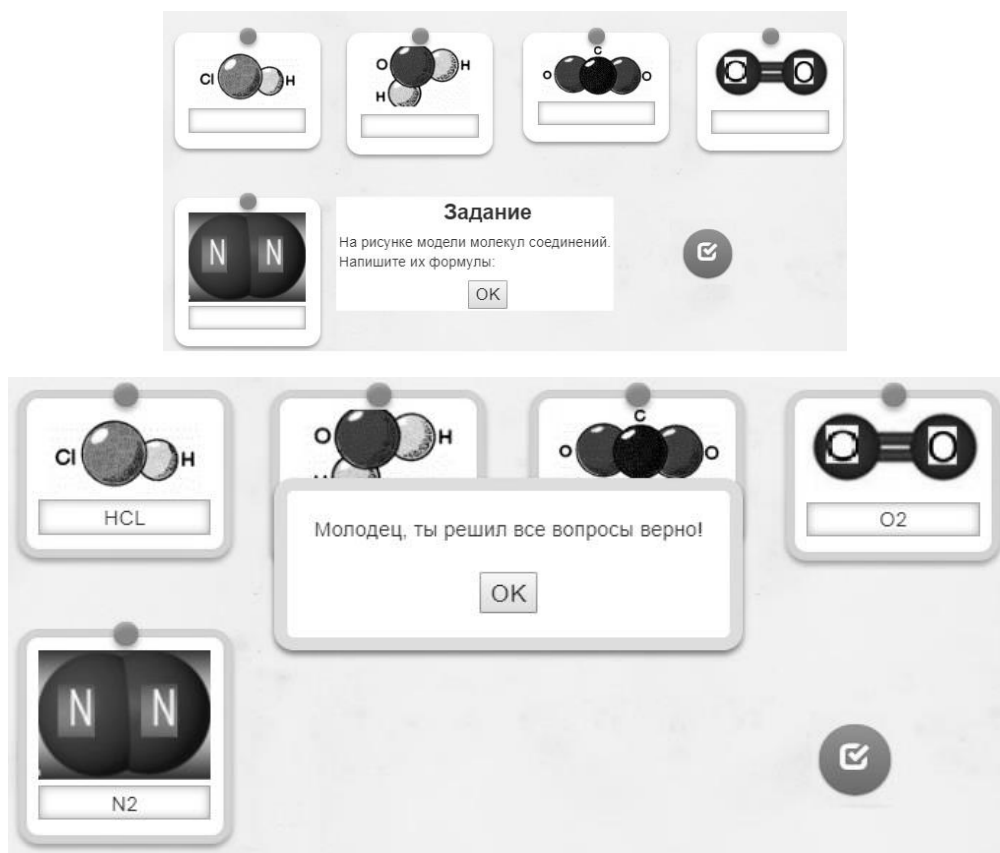 Cl H
O H
H
C
O O
O O
N N
Задание
На рисунке модели молекул соединений.
Напишите их формулы:
OK
Cl H
HCL
O H
C
O O
O O
O2
Молодец, ты решил все вопросы верно!
OK
N N
N2